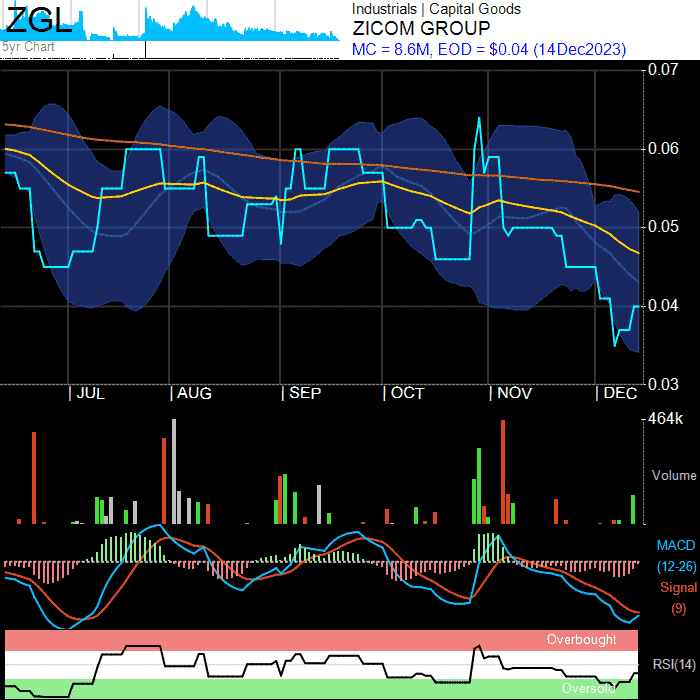 ZGL
5yr Chart
Industrials | Capital Goods
ZICOM GROUP
MC = 8.6M, EOD = $0.04 (14Dec2023)
0.07
0.06
0.05
0.04
0.03
JUL
AUG
SEP
OCT
NOV
DEC
464k
Volume
MACD
(12-26)
Signal
(9)
Overbought
RSI(14)
Oversold